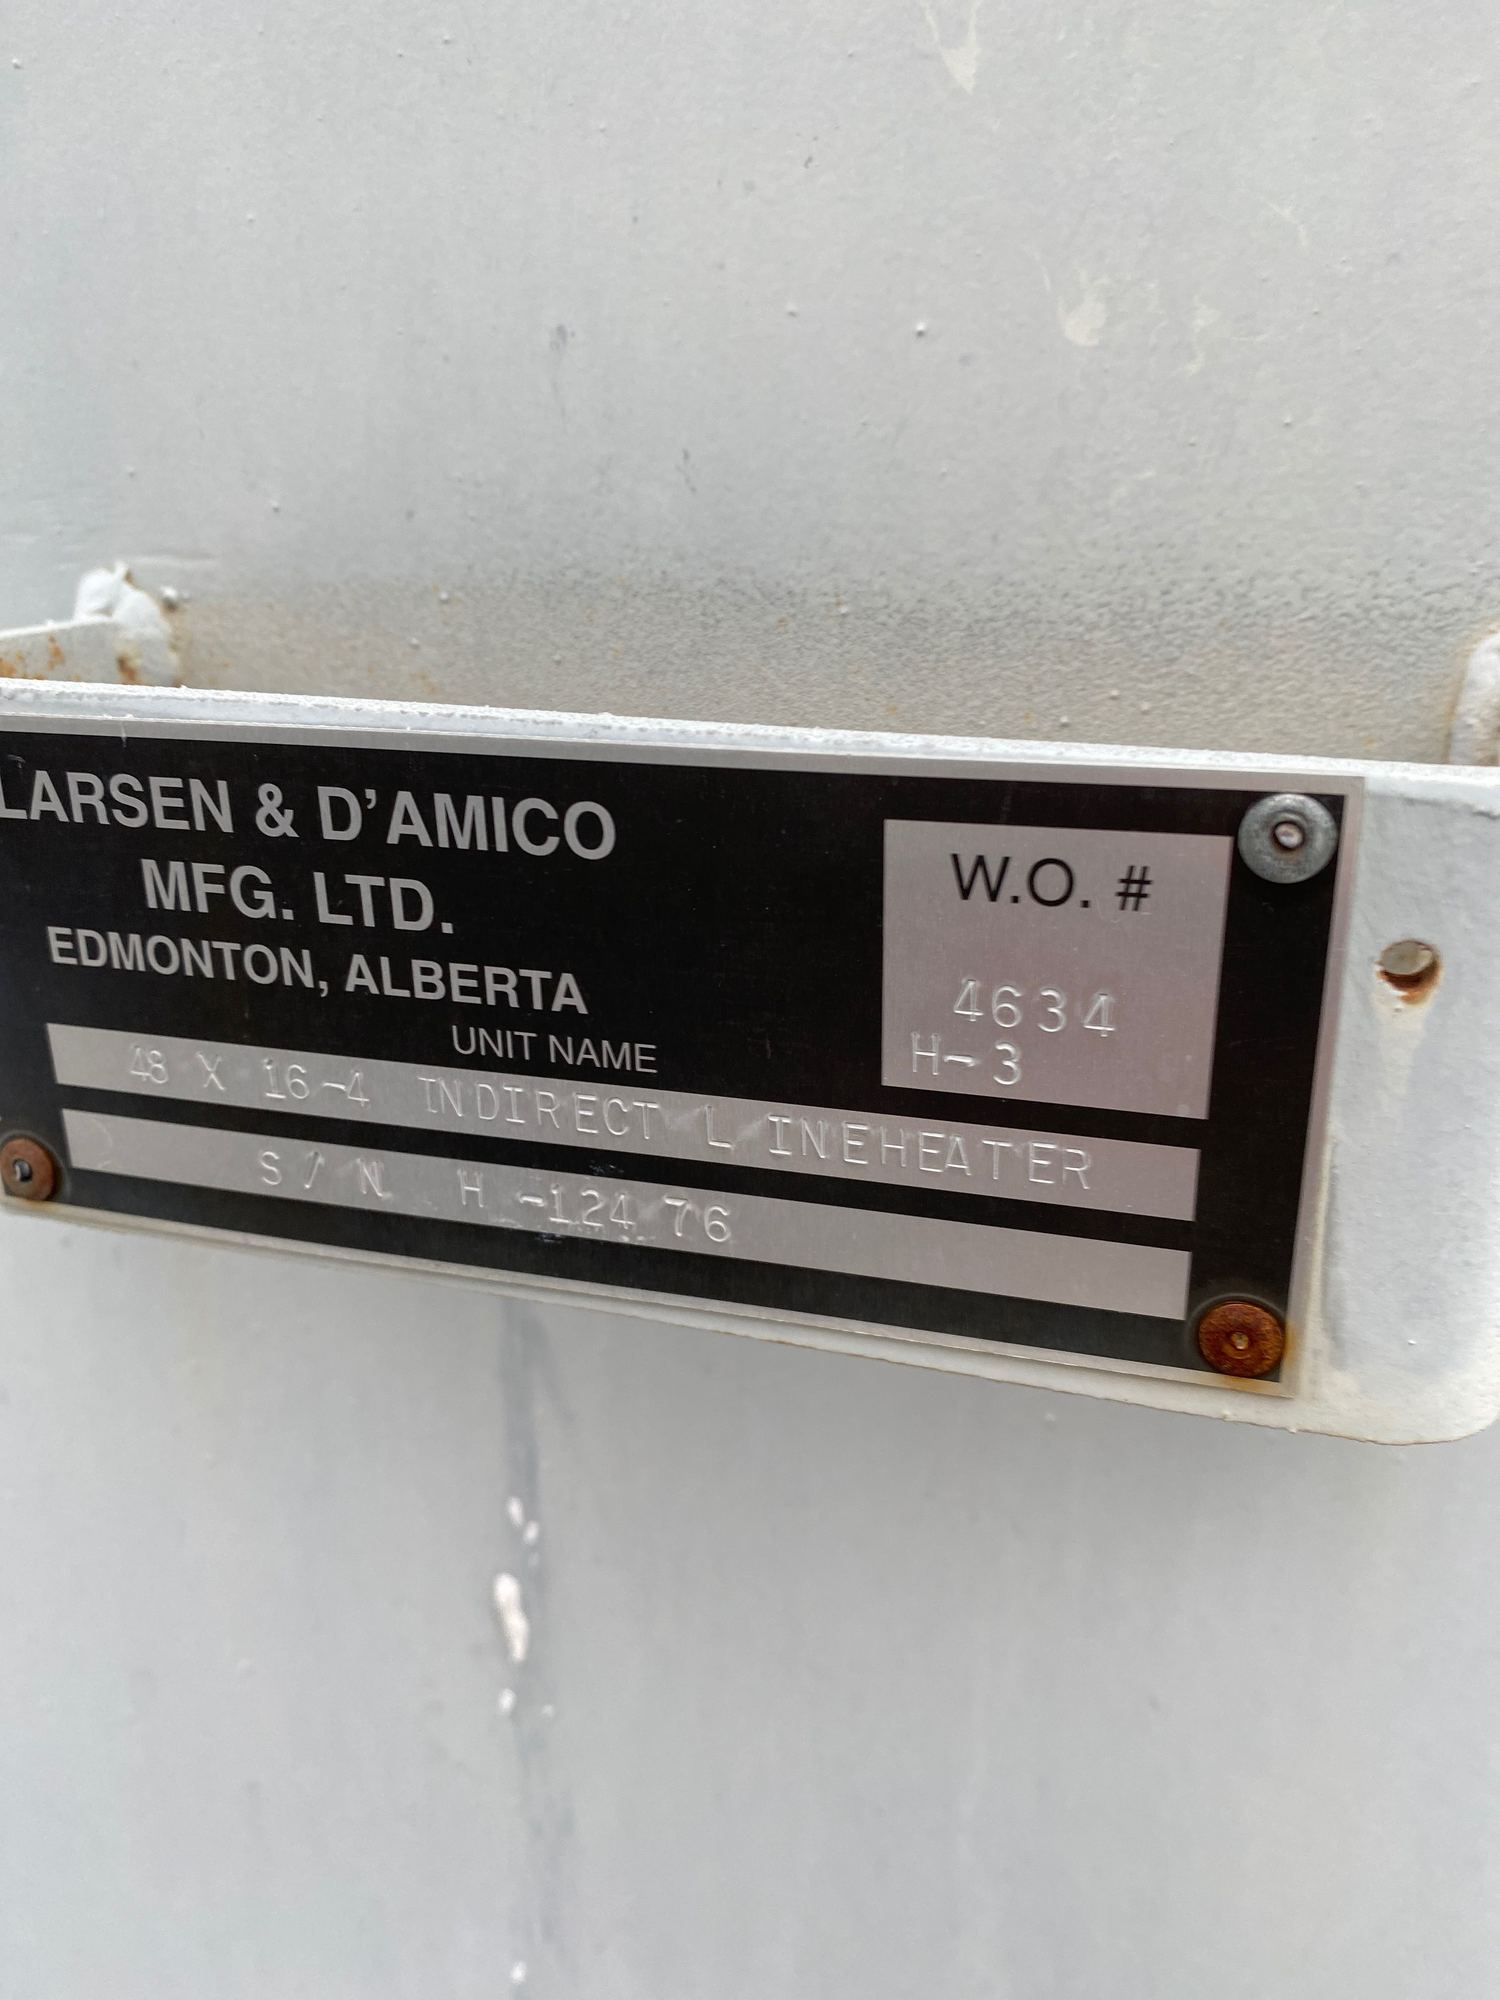 LARSEN & D'AMICO
MFG. LTD.
EDMONTON, ALBERTA
W.O. #
4634
H-3
UNIT NAME
48 X 16-4 INDIRECT LINEHEATER
S/N H-12476